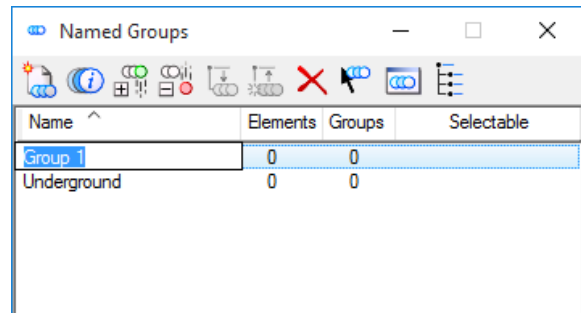 Named Groups
Name Elements Groups Selectable
Group 1 0 0
Underground 0 0